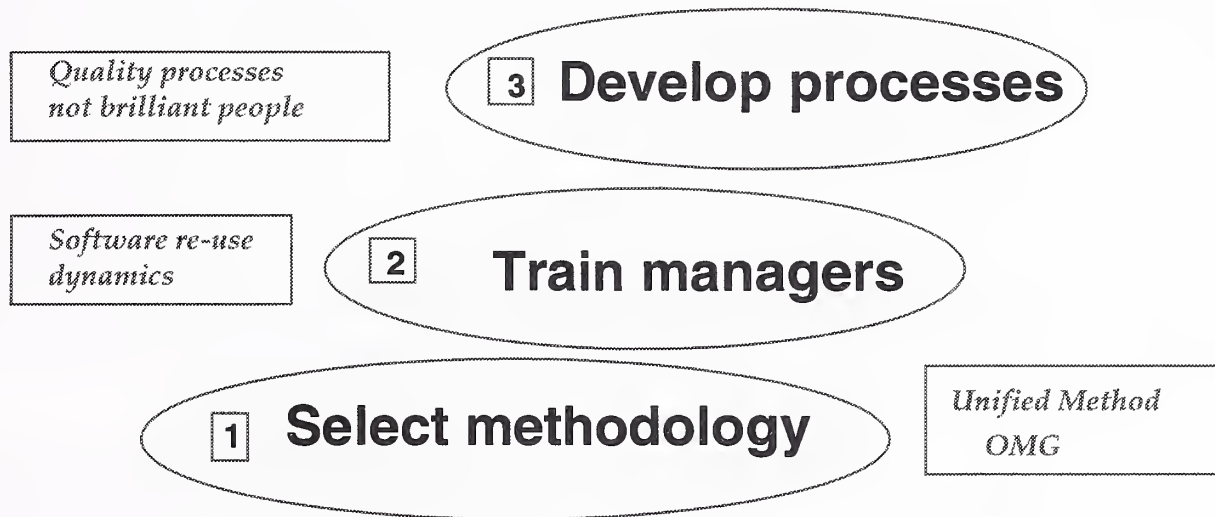 Quality processes
not brilliant people
3 Develop processes
Software re-use
dynamics
2 Train managers
1 Select methodology
Unified Method
OMG